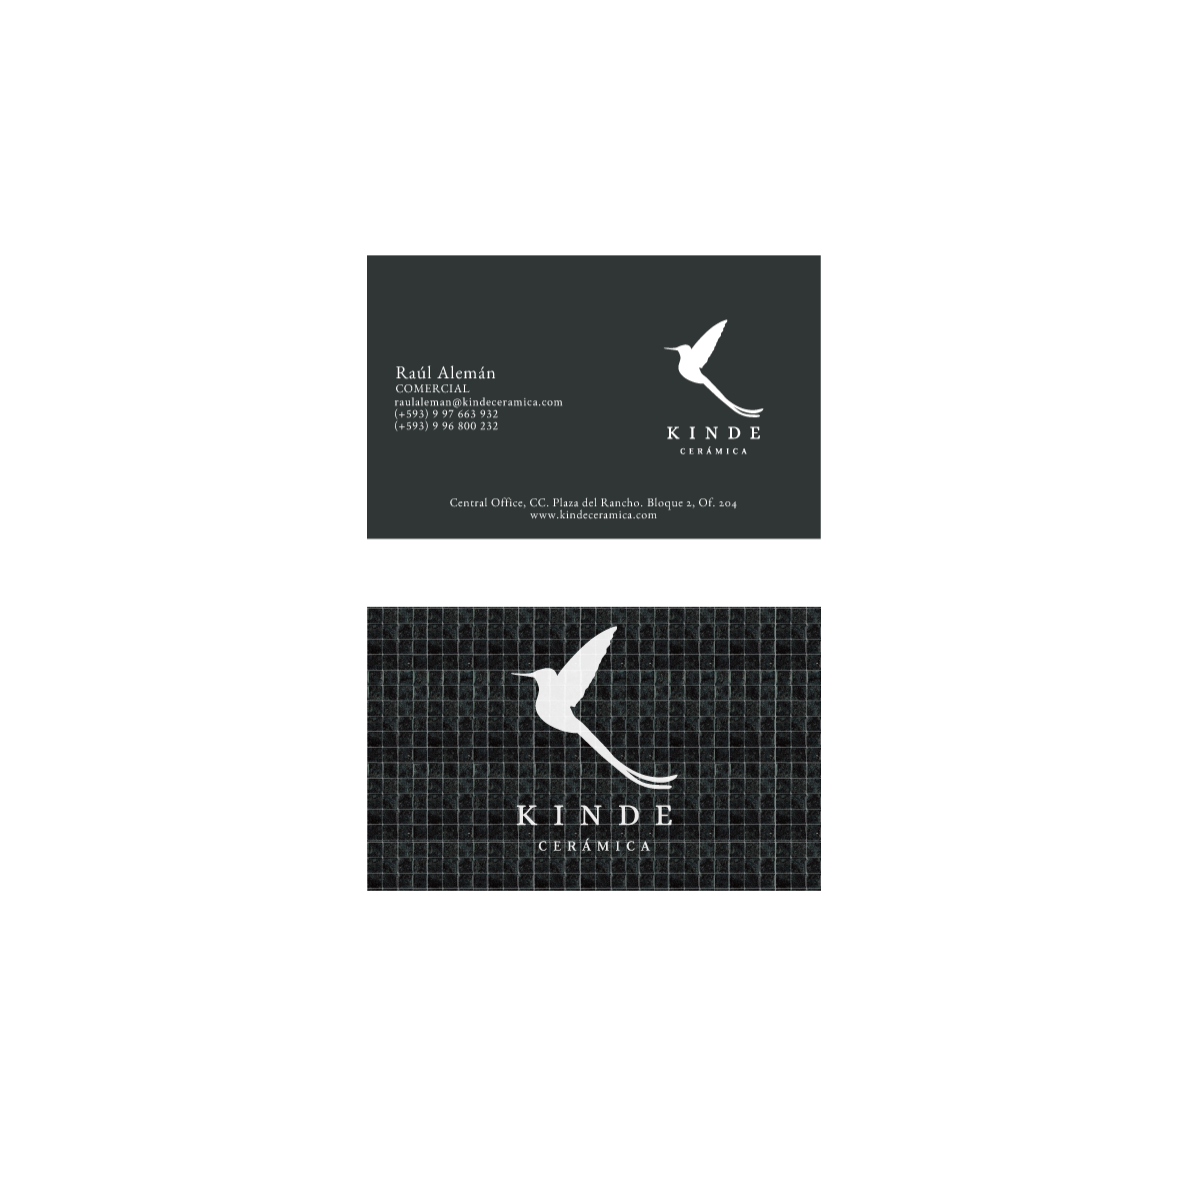 Raúl Alemán
COMERCIAL
raulaleman@kindeceramica.com
(+593) 9 97 663 932
(+593) 9 96 800 232
KINDE
CERÁMICA
Central Office, CC. Plaza del Rancho. Bloque 2, Of. 204
www.kindeceramica.com
KINDE
CERÁMICA